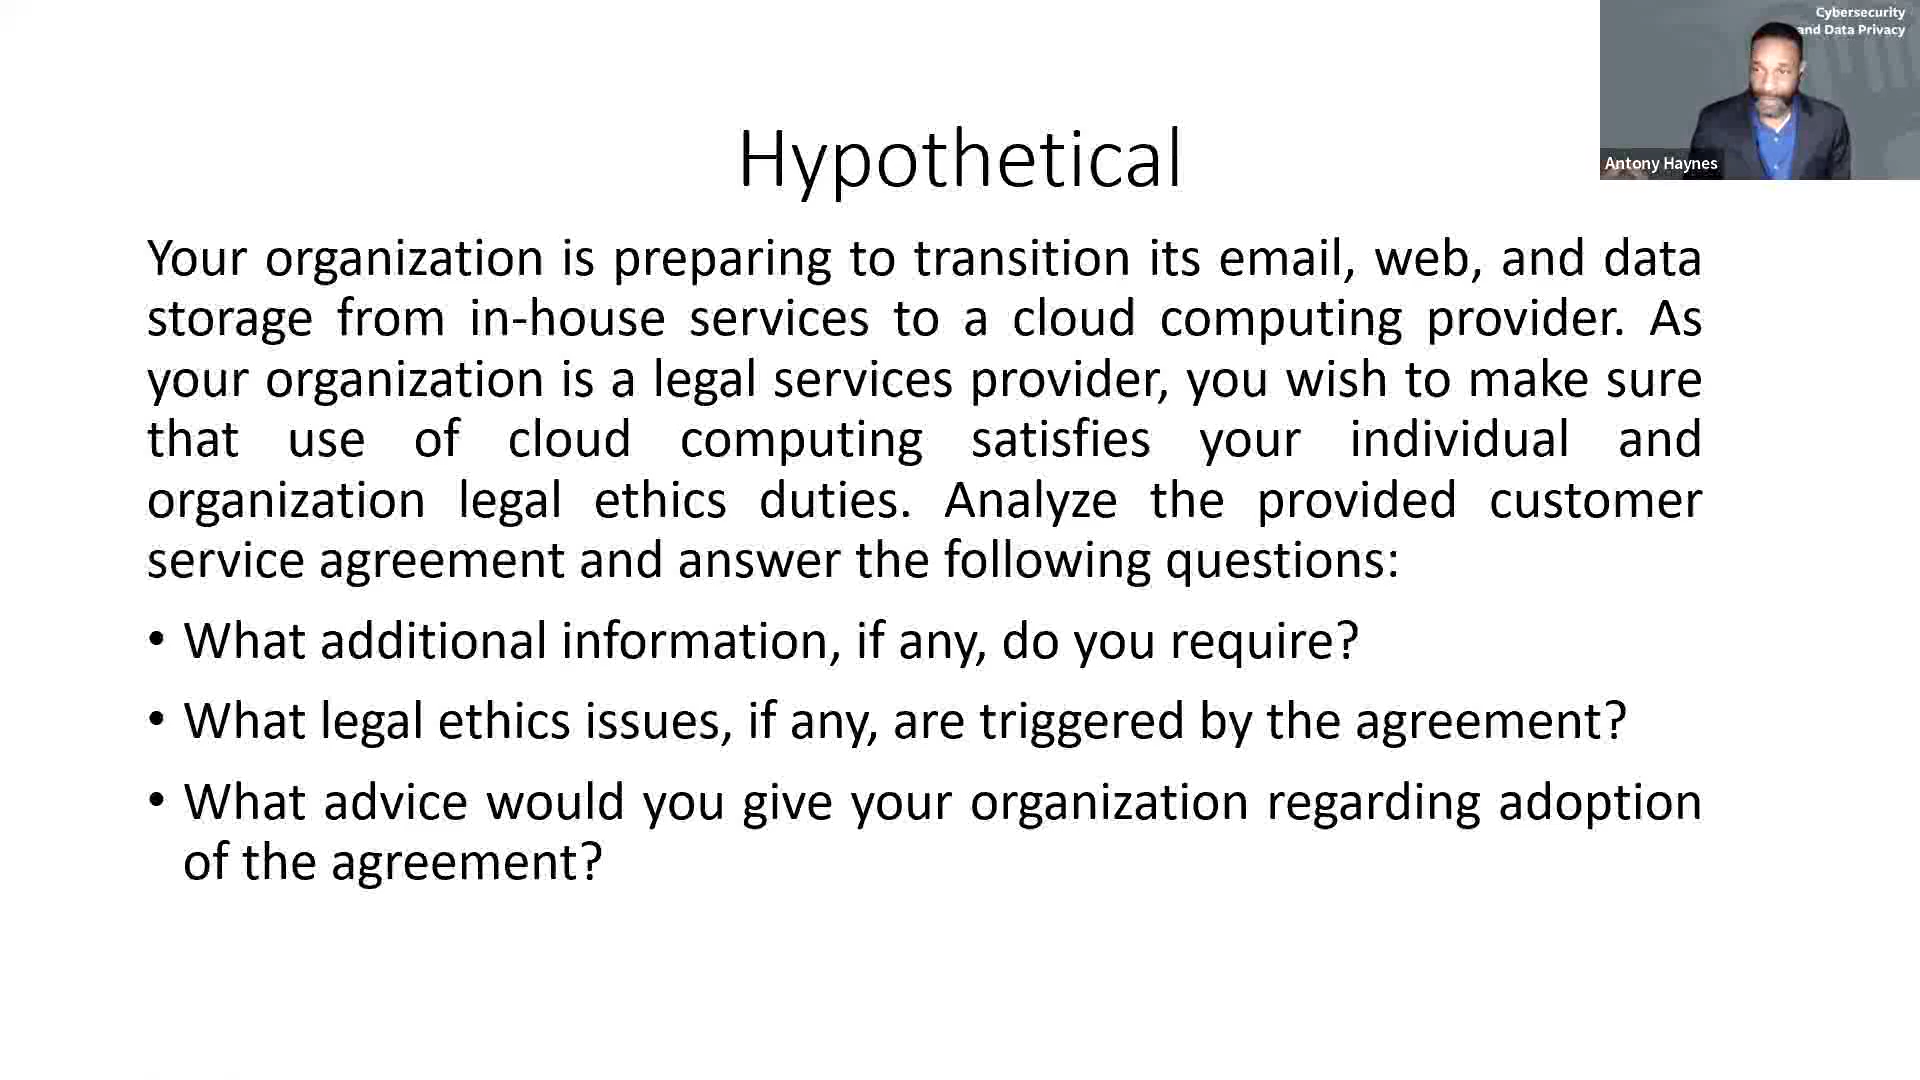 Cybersecurity
and Data Privacy
Antony Haynes
Hypothetical
Your organization is preparing to transition its email, web, and data
storage from in-house services to a cloud computing provider. As
your organization is a legal services provider, you wish to make sure
that use of cloud computing satisfies your individual and
organization legal ethics duties. Analyze the provided customer
service agreement and answer the following questions:
• What additional information, if any, do you require?
• What legal ethics issues, if any, are triggered by the agreement?
• What advice would you give your organization regarding adoption
of the agreement?